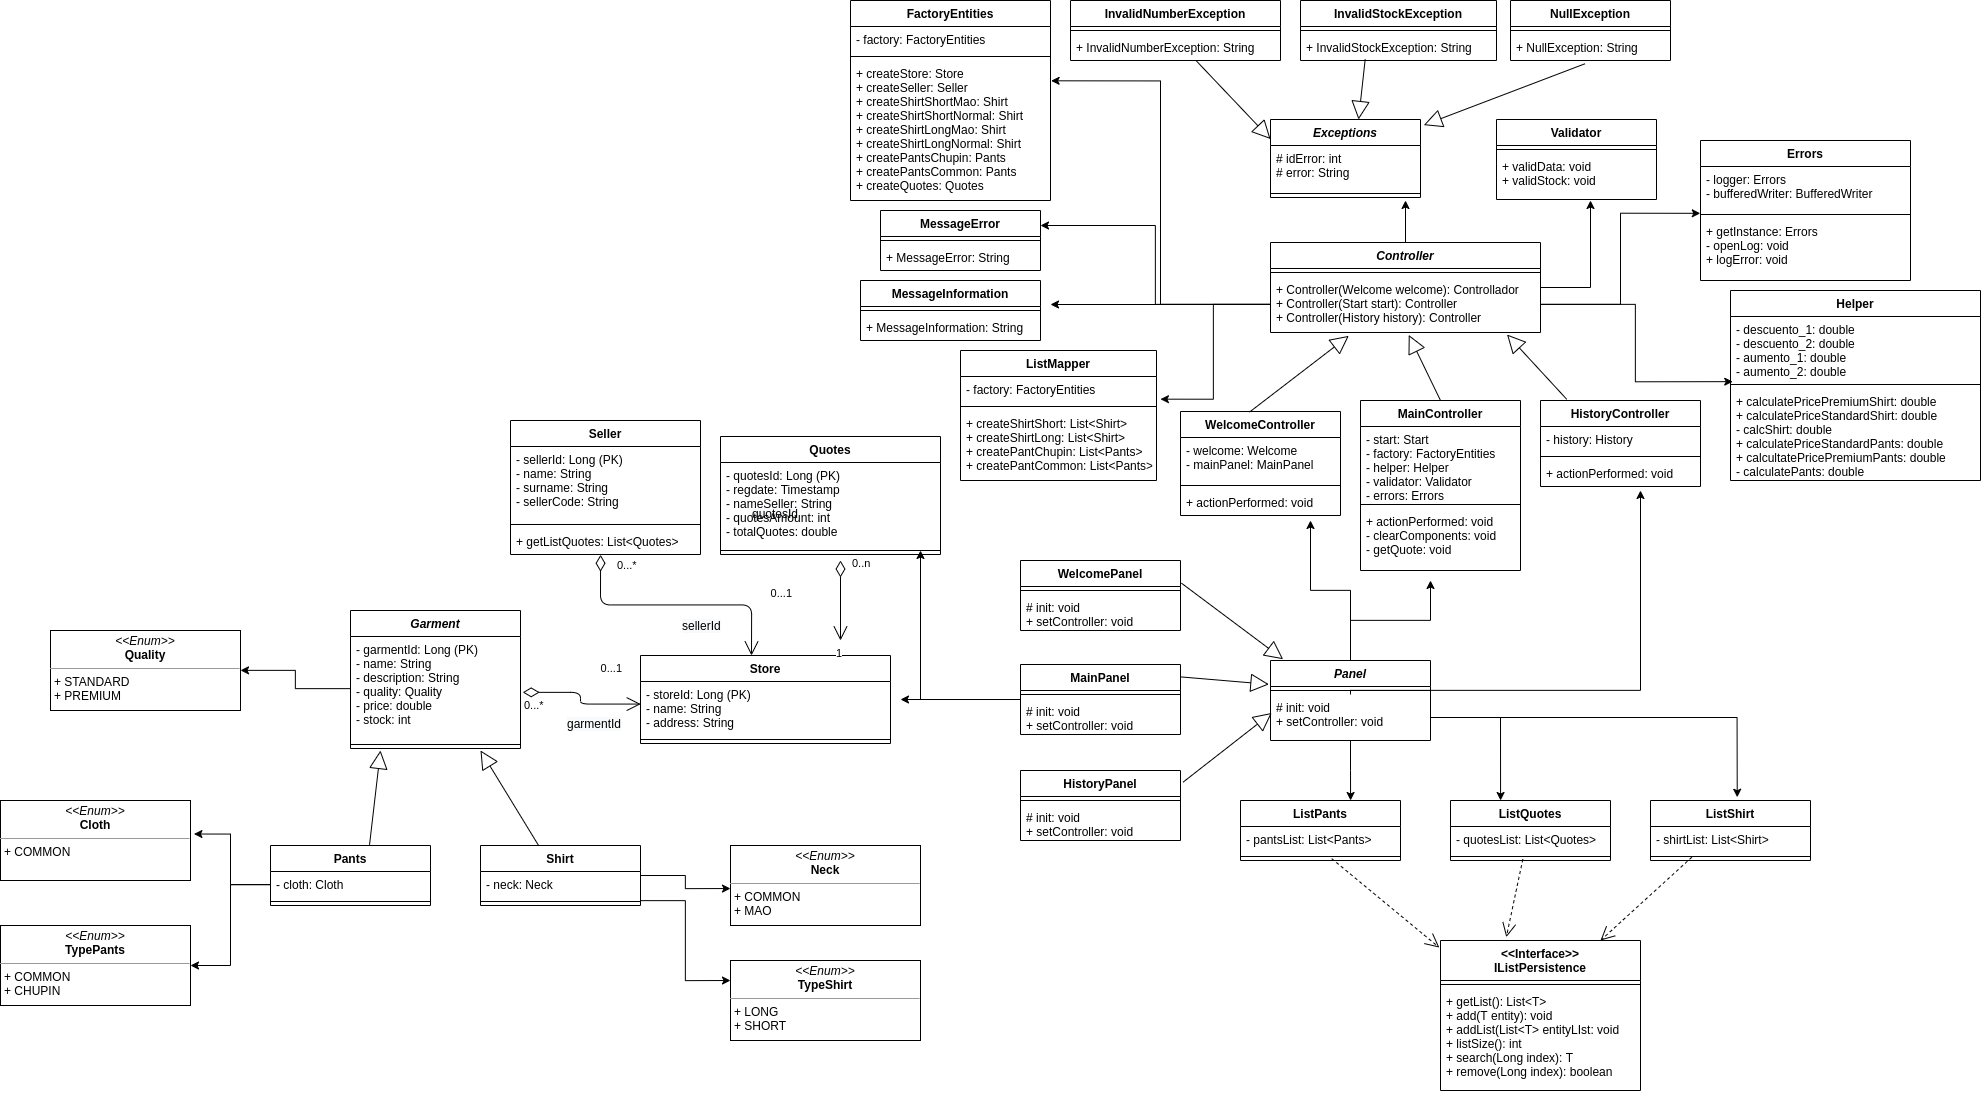 FactoryEntities
- factory: FactoryEntities
+ createStore: Store
+ createSeller: Seller
+ createShirtShortMao: Shirt
+ createShirtShortNormal: Shirt
+ createShirtLongMao: Shirt
+ createShirtLongNormal: Shirt
+ createPantsChupin: Pants
+ createPantsCommon: Pants
+ createQuotes: Quotes
InvalidNumberException
+ InvalidNumberException: String
InvalidStockException
+ InvalidStockException: String
NullException
+ NullException: String
Exceptions
# idError: int
# error: String
Validator
+ validData: void
+ validStock: void
Errors
- logger: Errors
- bufferedWriter: BufferedWriter
+ getInstance: Errors
- openLog: void
+ logError: void
MessageError
+ MessageError: String
MessageInformation
+ MessageInformation: String
Controller
+ Controller(Welcome welcome): Controllador
+ Controller(Start start): Controller
+ Controller(History history): Controller
Helper
- descuento_1: double
- descuento_2: double
- aumento_1: double
- aumento_2: double
+ calculatePricePremiumShirt: double
+ calculatePriceStandardShirt: double
- calcShirt: double
+ calculatePriceStandardPants: double
+ calculatePricePremiumPants: double
- calculatePants: double
ListMapper
- factory: FactoryEntities
+ createShirtShort: List<Shirt>
+ createShirtLong: List<Shirt>
+ createPantChupin: List<Pants>
+ createPantCommon: List<Pants>
WelcomeController
- welcome: Welcome
- mainPanel: MainPanel
+ actionPerformed: void
MainController
- start: Start
- factory: FactoryEntities
- helper: Helper
- validator: Validator
- errors: Errors
+ actionPerformed: void
- clearComponents: void
- getQuote: void
HistoryController
- history: History
+ actionPerformed: void
Seller
- sellerId: Long (PK)
- name: String
- surname: String
- sellerCode: String
+ getListQuotes: List<Quotes>
Quotes
- quotesId: Long (PK)
- regdate: Timestamp
- nameSeller: String
quotesId
- quotesAmount: int
- totalQuotes: double
0...*
0..n
0...1
sellerId
1
0...1
WelcomePanel
# init: void
+ setController: void
Garment
- garmentId: Long (PK)
- name: String
- description: String
- quality: Quality
- price: double
- stock: int
0...*
garmentId
<<Enum>>
Quality
+ STANDARD
+ PREMIUM
Store
- storeId: Long (PK)
- name: String
- address: String
MainPanel
# init: void
+ setController: void
Panel
# init: void
+ setController: void
HistoryPanel
# init: void
+ setController: void
<<Enum>>
Cloth
+ COMMON
Pants
- cloth: Cloth
Shirt
- neck: Neck
<<Enum>>
Neck
+ COMMON
+ MAO
<<Enum>>
TypePants
+ COMMON
+ CHUPIN
<<Enum>>
TypeShirt
+ LONG
+ SHORT
ListPants
- pantsList: List<Pants>
ListQuotes
- quotesList: List<Quotes>
ListShirt
- shirtList: List<Shirt>
<<Interface>>
IListPersistence
+ getList(): List<T>
+ add(T entity): void
+ addList(List<T> entityLIst: void
+ listSize(): int
+ search(Long index): T
+ remove(Long index): boolean